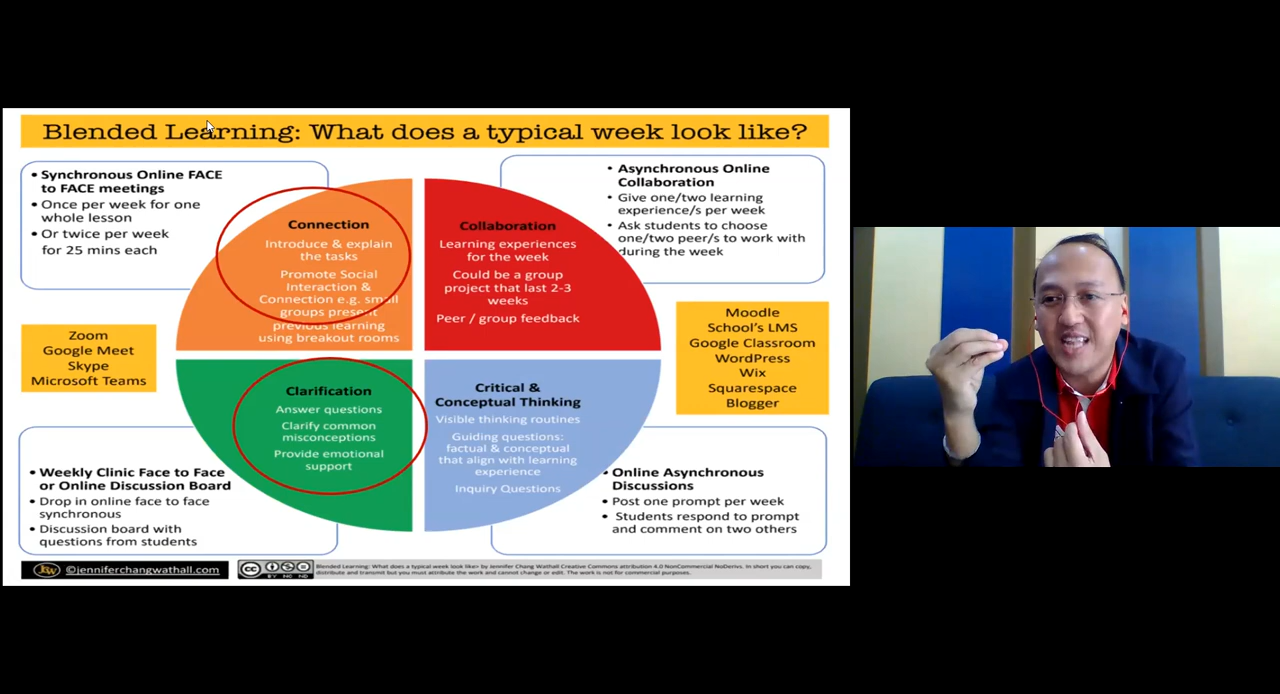 Blended Learning: What does a typical week look like?
• Synchronous Online FACE
to FACE meetings
• Once per week for one
whole lesson
• Or twice per week
for 25 mins each
Connection
Introduce & explain
the tasks
Promote Social
Interaction &
Connection e.g. small
groups present
previous learning
using breakout rooms
Collaboration
Learning experiences
for the week
Could be a group
project that last 2-3
weeks
Peer / group feedback
• Asynchronous Online
Collaboration
• Give one/two learning
experience/s per week
• Ask students to choose
one/two peer/s to work with
during the week
Zoom
Google Meet
Skype
Microsoft Teams
Moodle
School's LMS
Google Classroom
WordPress
Wix
Squarespace
Blogger
Clarification
Answer questions
Clarify common
misconceptions
Provide emotional
support
Critical &
Conceptual Thinking
Visible thinking routines
Guiding questions:
factual & conceptual
that align with learning
experience
Inquiry Questions
• Weekly Clinic Face to Face
or Online Discussion Board
• Drop in online face to face
synchronous
• Discussion board with
questions from students
• Online Asynchronous
Discussions
• Post one prompt per week
• Students respond to prompt
and comment on two others
©jenniferchangwathall.com
cc
BY NC ND
Blended Learning: What does a typical week look like? by Jennifer Chang Wathall Creative Commons attribution 4.0 NonCommercial NoDerivs. In short you can copy,
distribute and transmit but you must attribute the work and cannot change or edit. The work is not for commercial purposes.